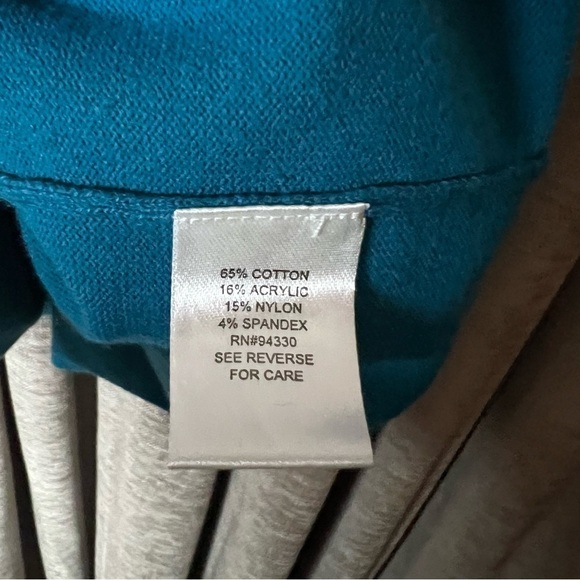 65% COTTON
16% ACRYLIC
15% NYLON
4% SPANDEX
RN#94330
SEE REVERSE
FOR CARE